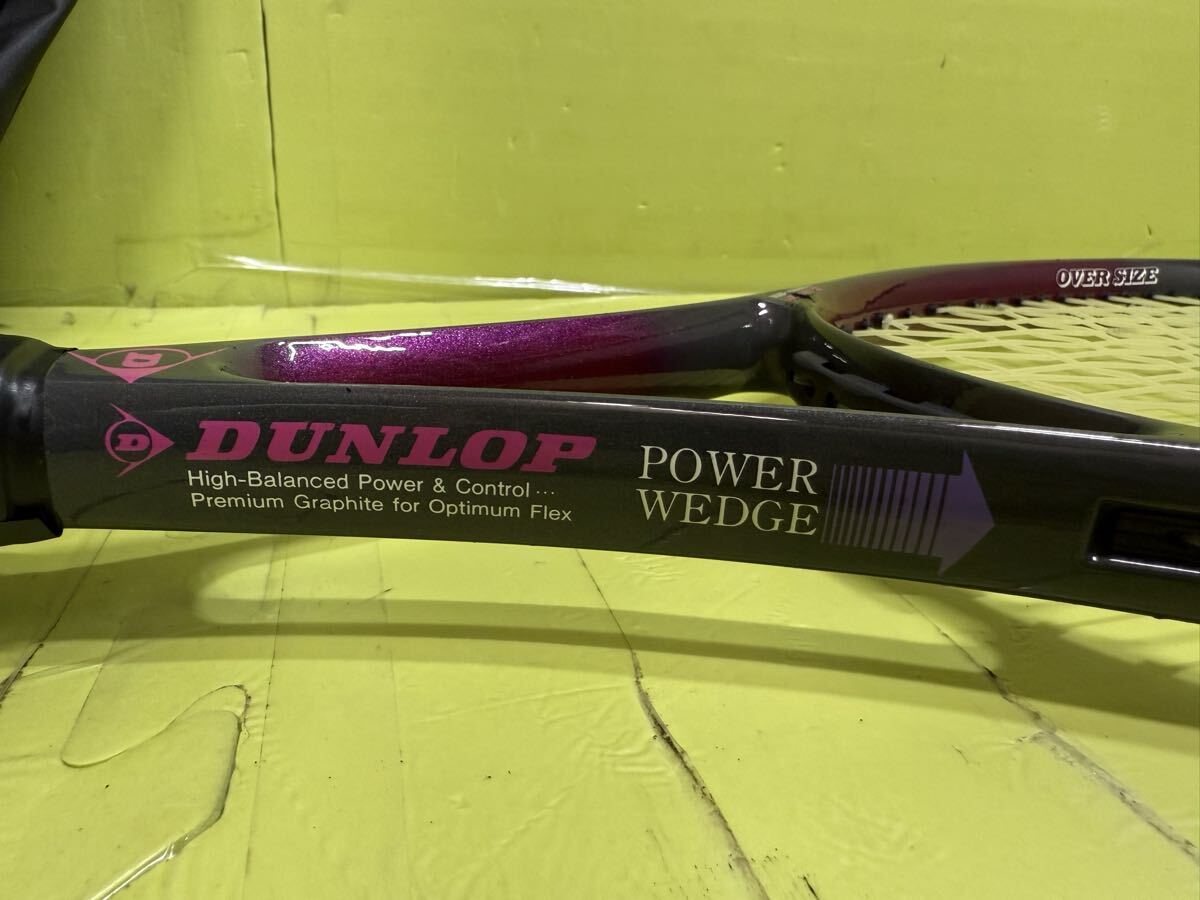 OVER SIZE
D
D DUNLOP
High-Balanced Power & Control...
Premium Graphite for Optimum Flex
POWER
WEDGE